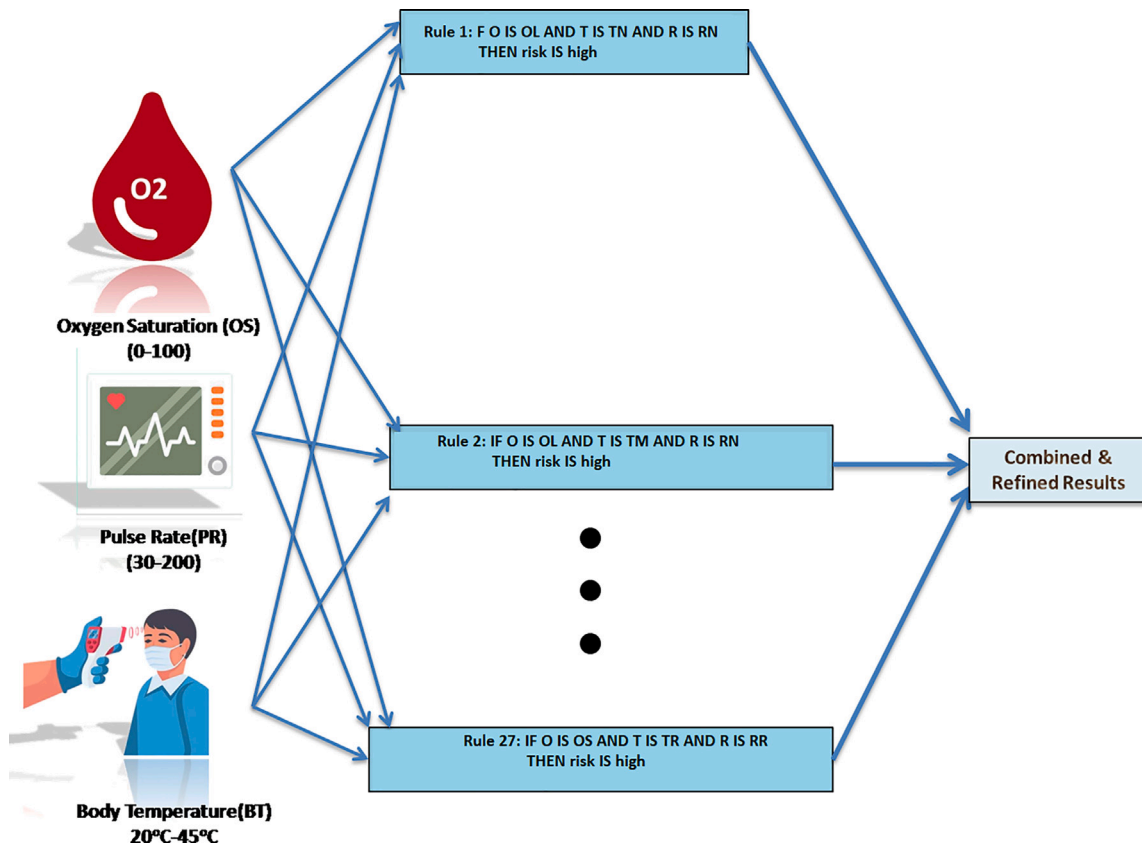 Rule 1: F O IS OL AND T IS TN AND R IS RN
THEN risk IS high
O2
Oxygen Saturation (OS)
(0-100)
Rule 2: IF O IS OL AND T IS TM AND R IS RN
THEN risk IS high
Combined &
Refined Results
Pulse Rate(PR)
(30-200)
Rule 27: IF O IS OS AND T IS TR AND R IS RR
THEN risk IS high
Body Temperature(BT)
20°C-45°C